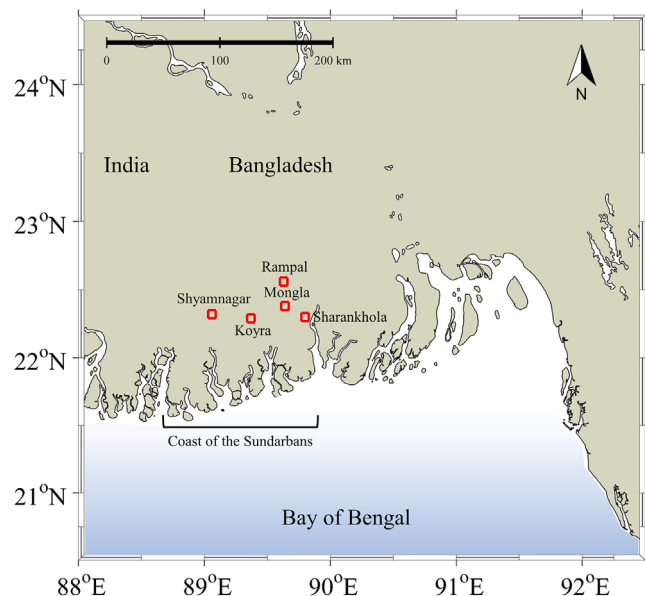 0 100 200 km
N
24°N
India Bangladesh
23°N
Rampal
Mongla
Shyamnagar
Sharankhola
Koyra
22°N
Coast of the Sundarbans
21°N
Bay of Bengal
88°E 89°E 90°E 91°E 92°E